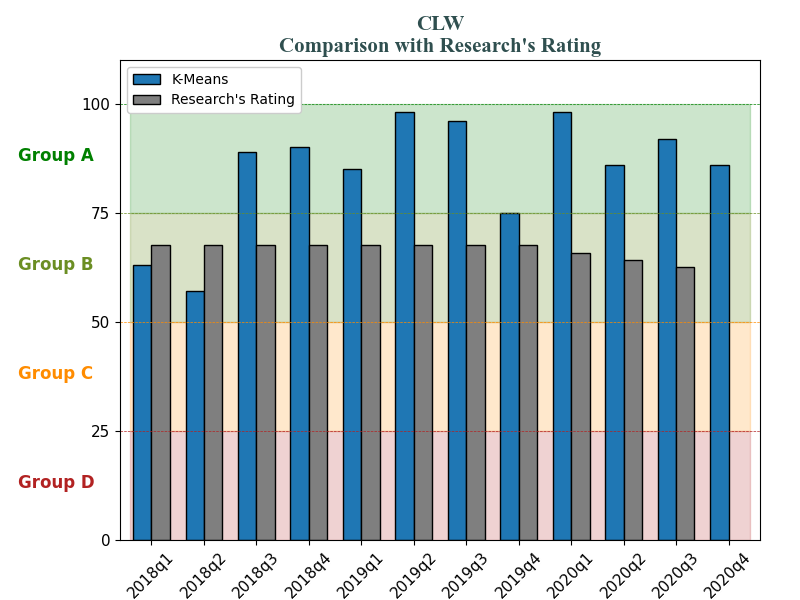 CLW
Comparison with Research's Rating
K-Means
Research's Rating
100
Group A
75
Group B
50
Group C
25
Group D
0
2018q1
2018q2
2018q3
2018q4
2019q1
2019q2
2019q3
2019q4
2020q1
2020q2
2020q3
2020q4